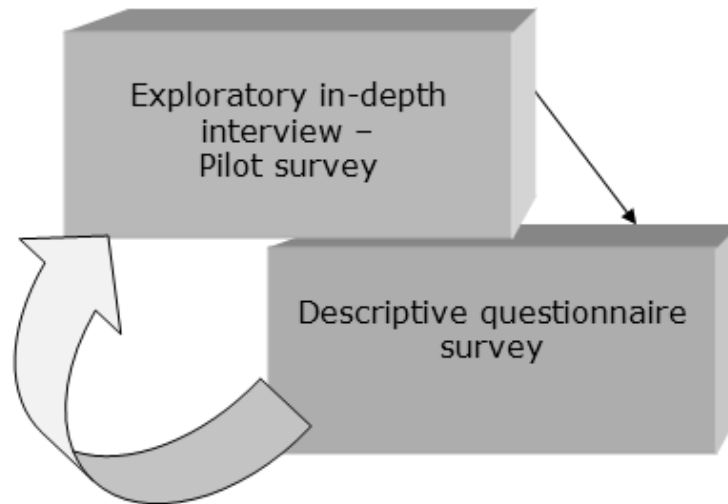 Exploratory in-depth
interview –
Pilot survey
Descriptive questionnaire
survey